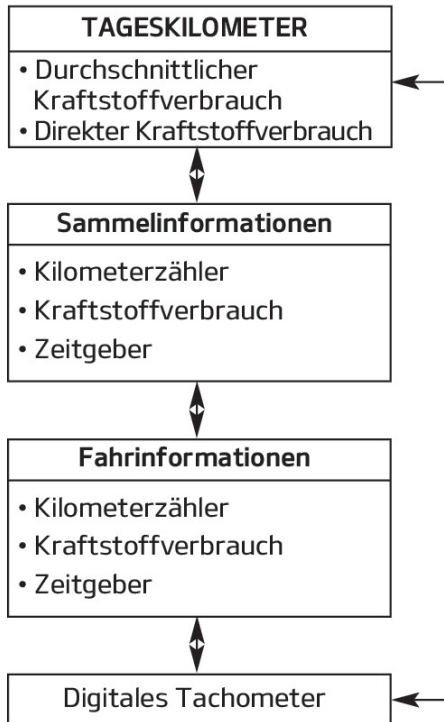 TAGESKILOMETER
• Durchschnittlicher
Kraftstoffverbrauch
• Direkter Kraftstoffverbrauch
Sammelinformationen
• Kilometerzähler
• Kraftstoffverbrauch
• Zeitgeber
Fahrinformationen
• Kilometerzähler
• Kraftstoffverbrauch
• Zeitgeber
Digitales Tachometer